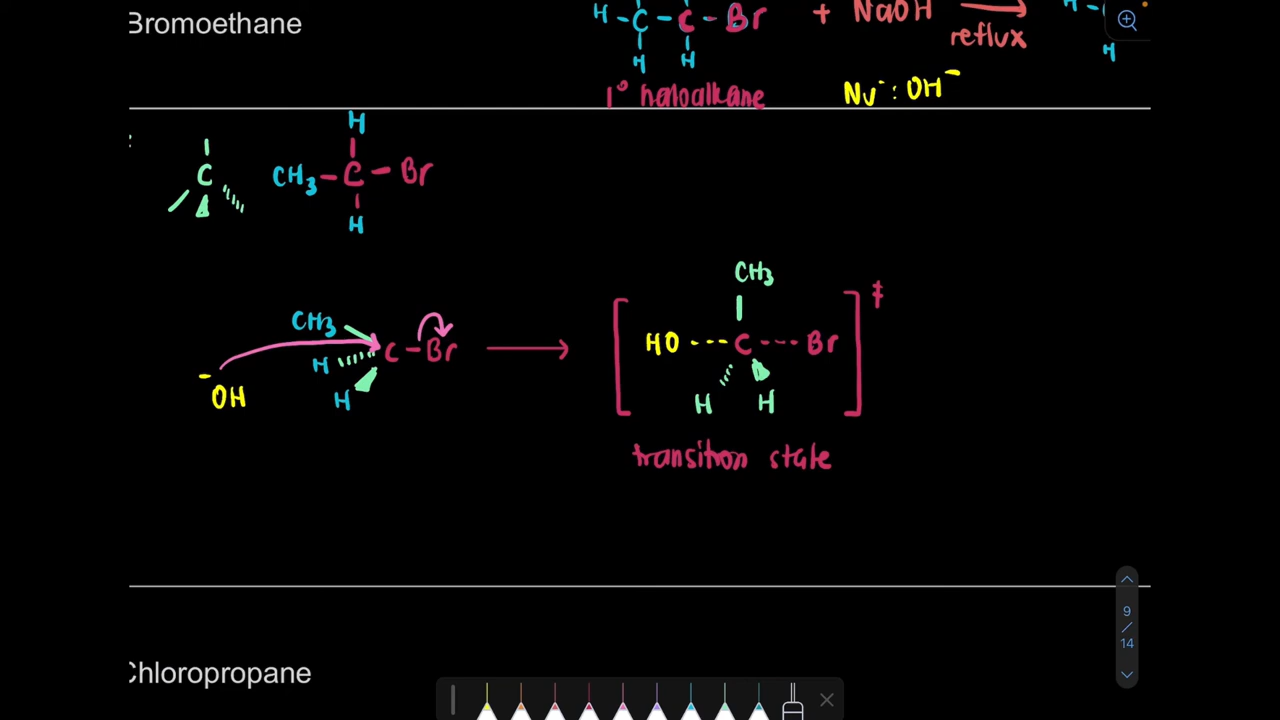 Bromoethane
H-C-C-Br + NaOH
reflux
H-
H H
H
1° haloalkane
Nu⁻ : OH⁻
H
C CH₃-C-Br
H
CH₃
CH₃
HO---C---Br ‡
H C-Br
⁻OH H
H H
transition state
9
/
14
Chloropropane